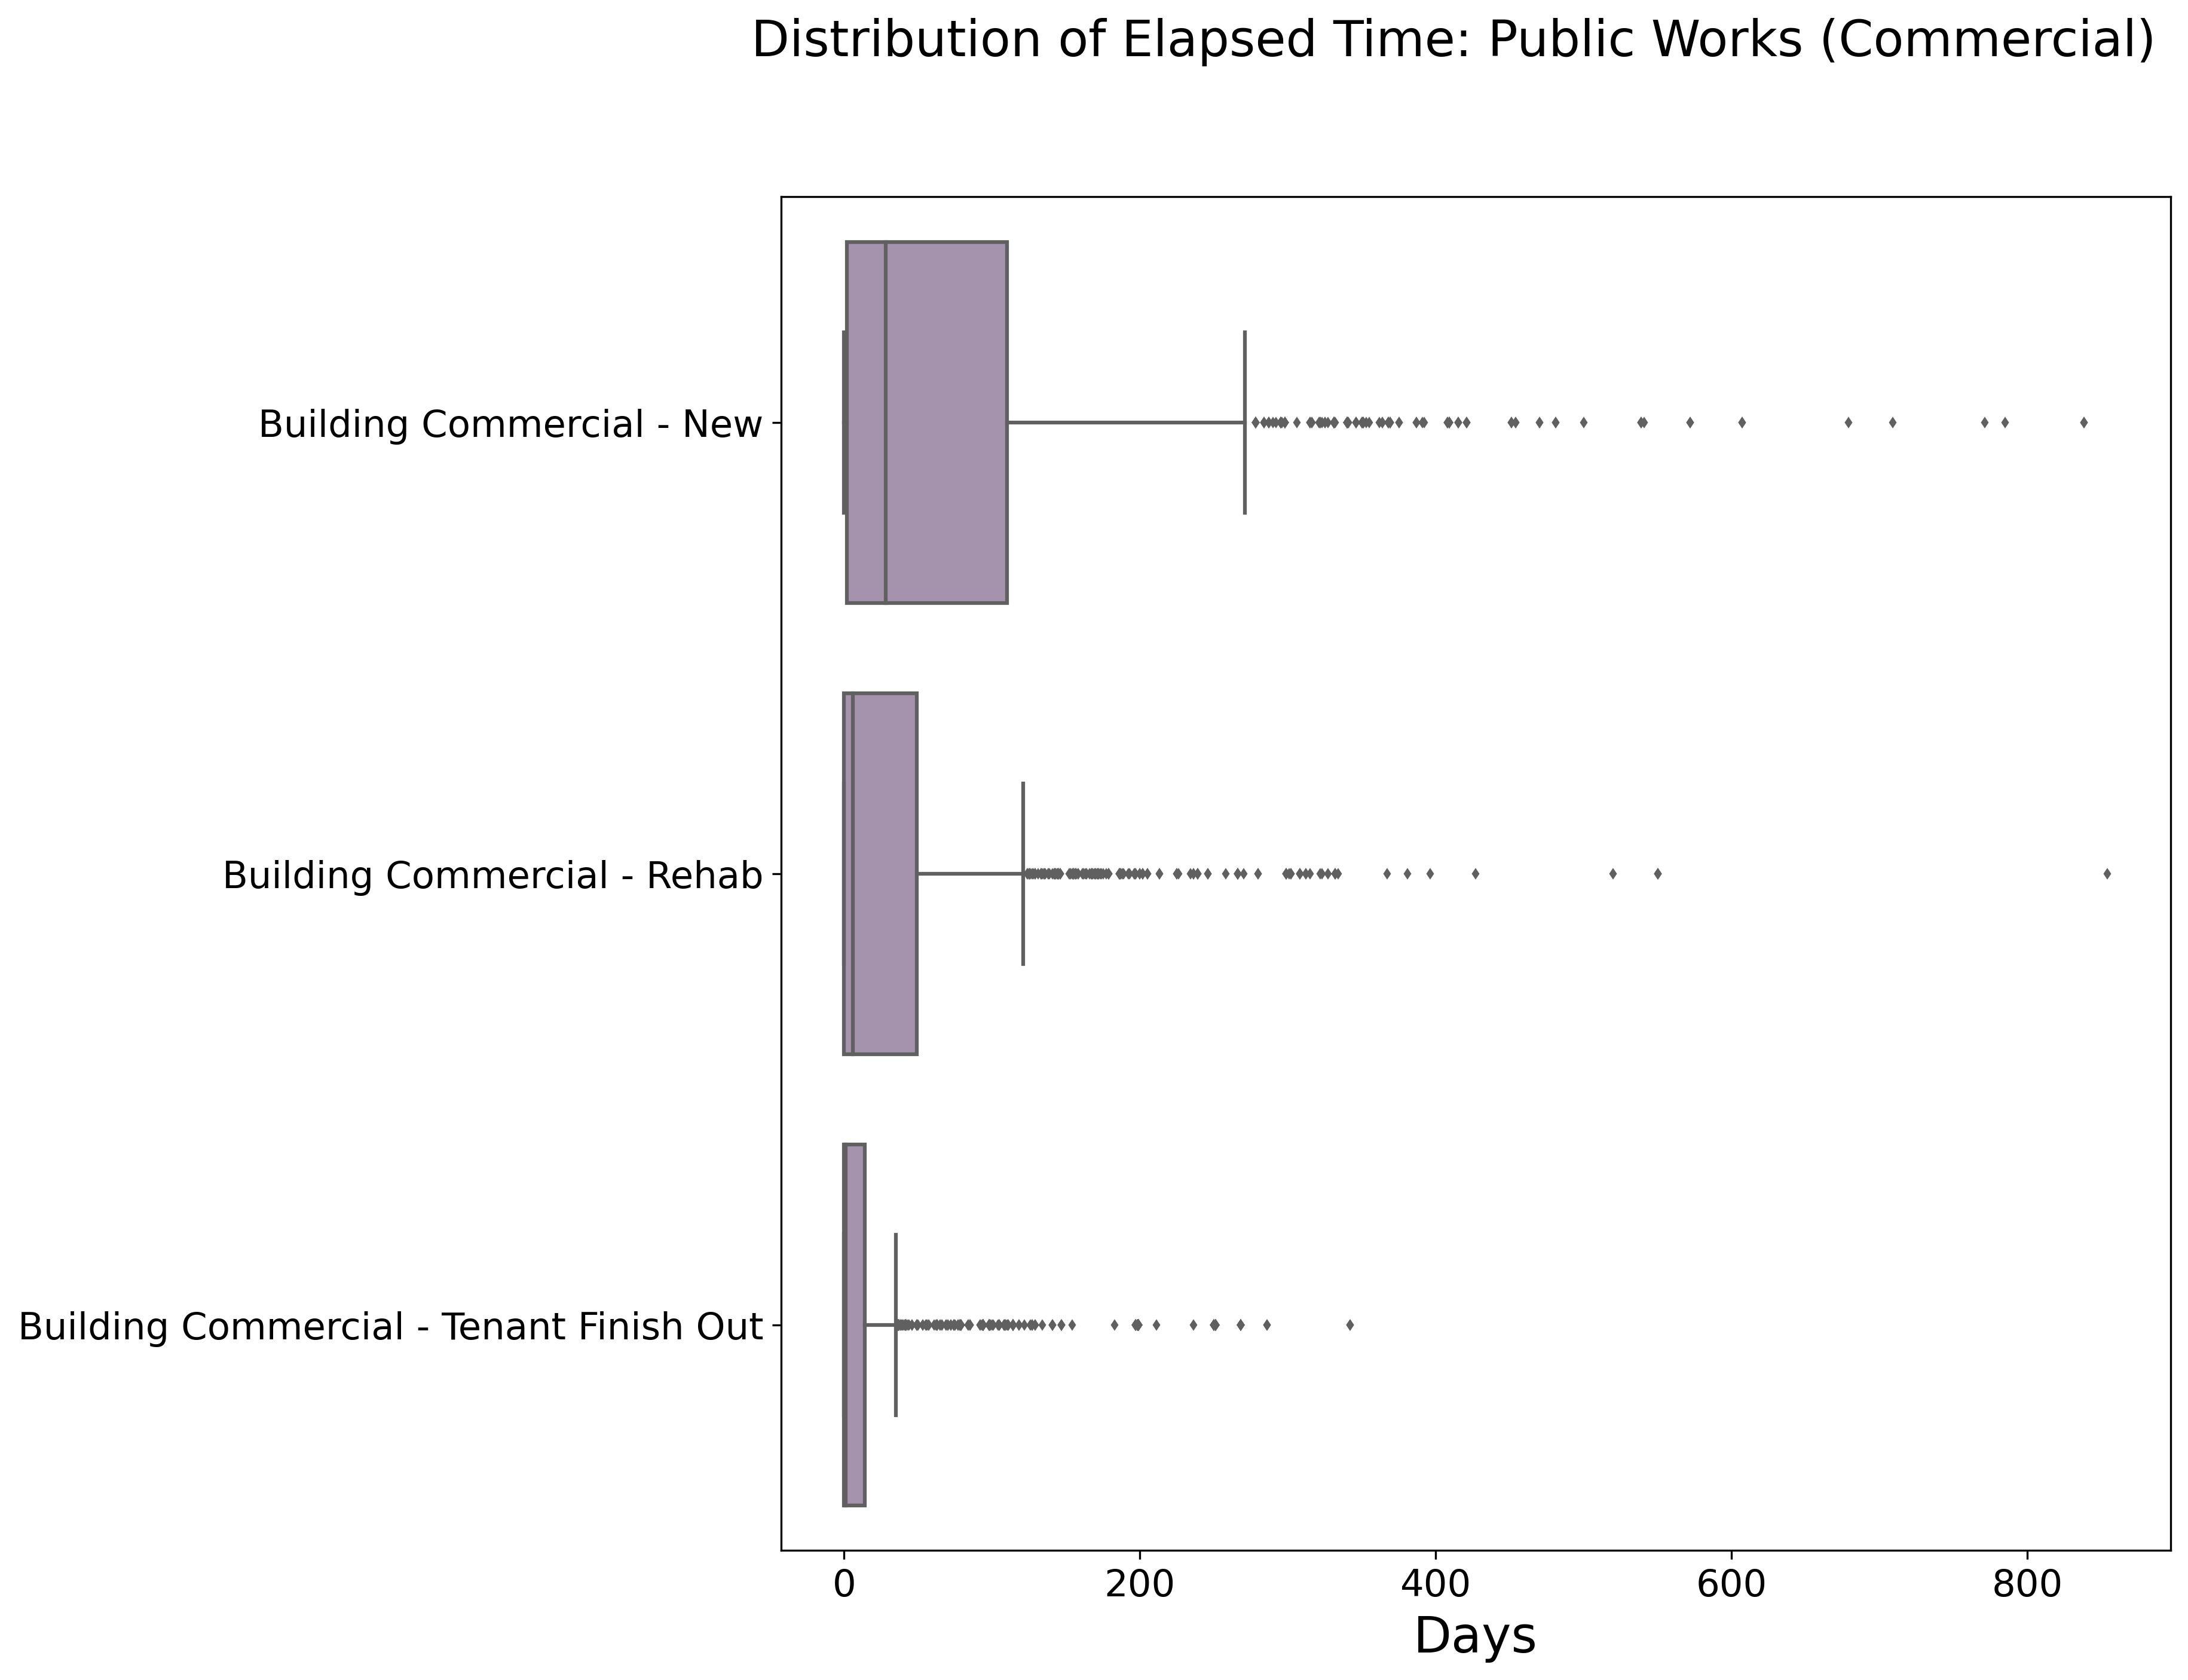 Distribution of Elapsed Time: Public Works (Commercial)
Building Commercial - New
Building Commercial - Rehab
Building Commercial - Tenant Finish Out
0 200 400 600 800
Days